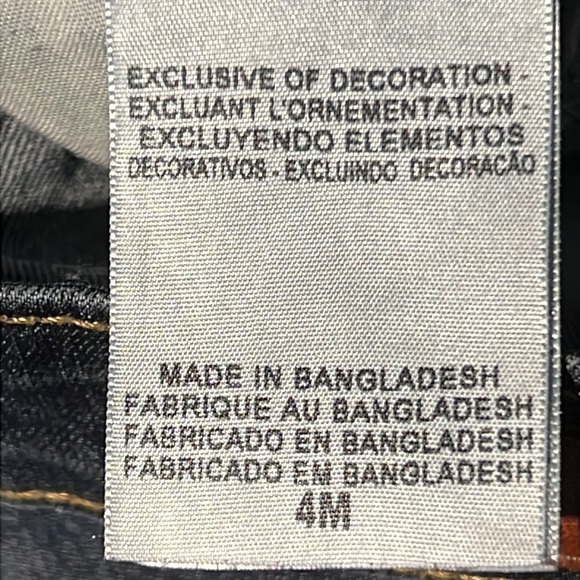 EXCLUSIVE OF DECORATION -
EXCLUANT L'ORNEMENTATION -
EXCLUYENDO ELEMENTOS
DECORATIVOS - EXCLUINDO DECORACÃO
MADE IN BANGLADESH
FABRIQUE AU BANGLADESH
FABRICADO EN BANGLADESH
FABRICADO EM BANGLADESH
4M